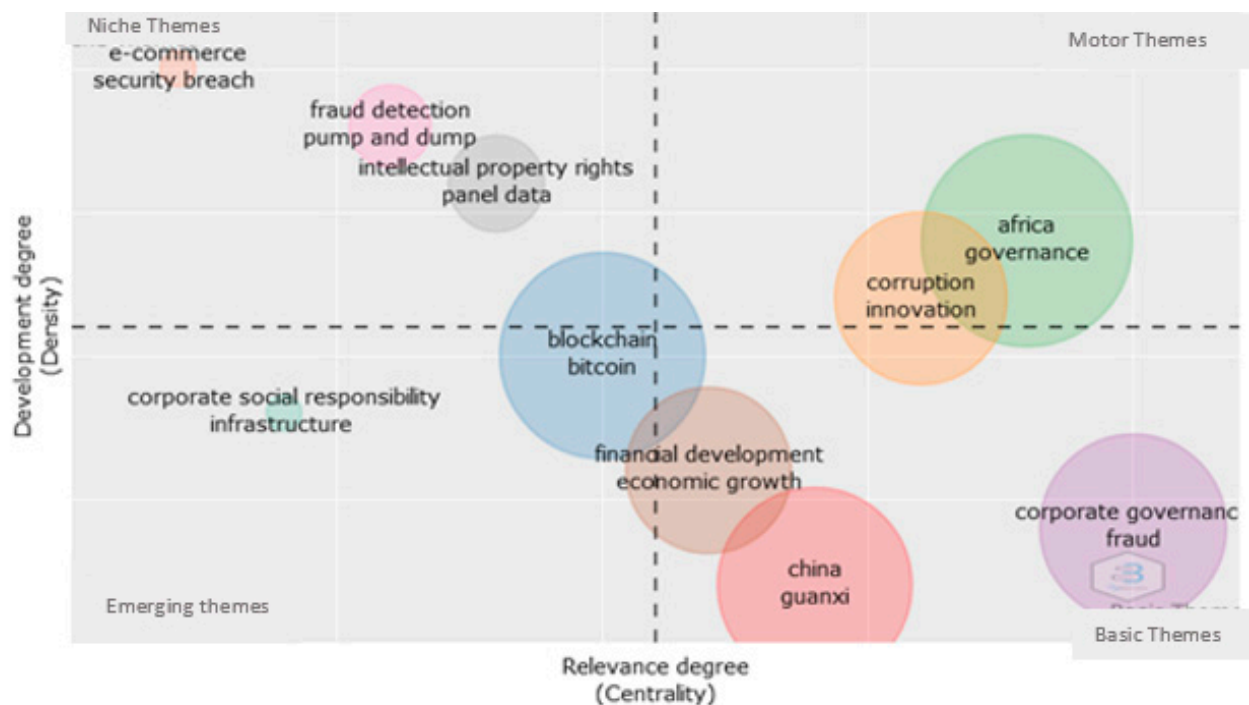 Niche Themes
Motor Themes
e-commerce
security breach
fraud detection
pump and dump
intellectual property rights
panel data
africa
governance
corruption
innovation
blockchain
bitcoin
corporate social responsibility
infrastructure
financial development
economic growth
corporate governanc
fraud
china
guanxi
Emerging themes
Basic Themes
Development degree
(Density)
Relevance degree
(Centrality)